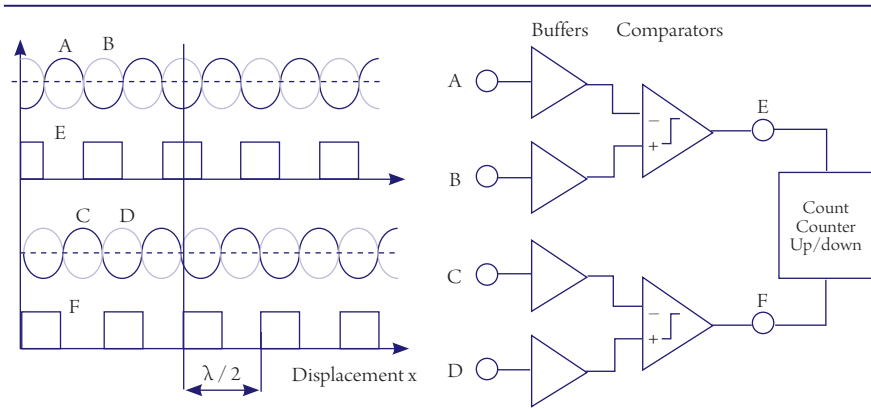 A B
E
C D
F
λ / 2
Displacement x
Buffers Comparators
A
B
−
+
E
C
D
−
+
F
Count
Counter
Up/down